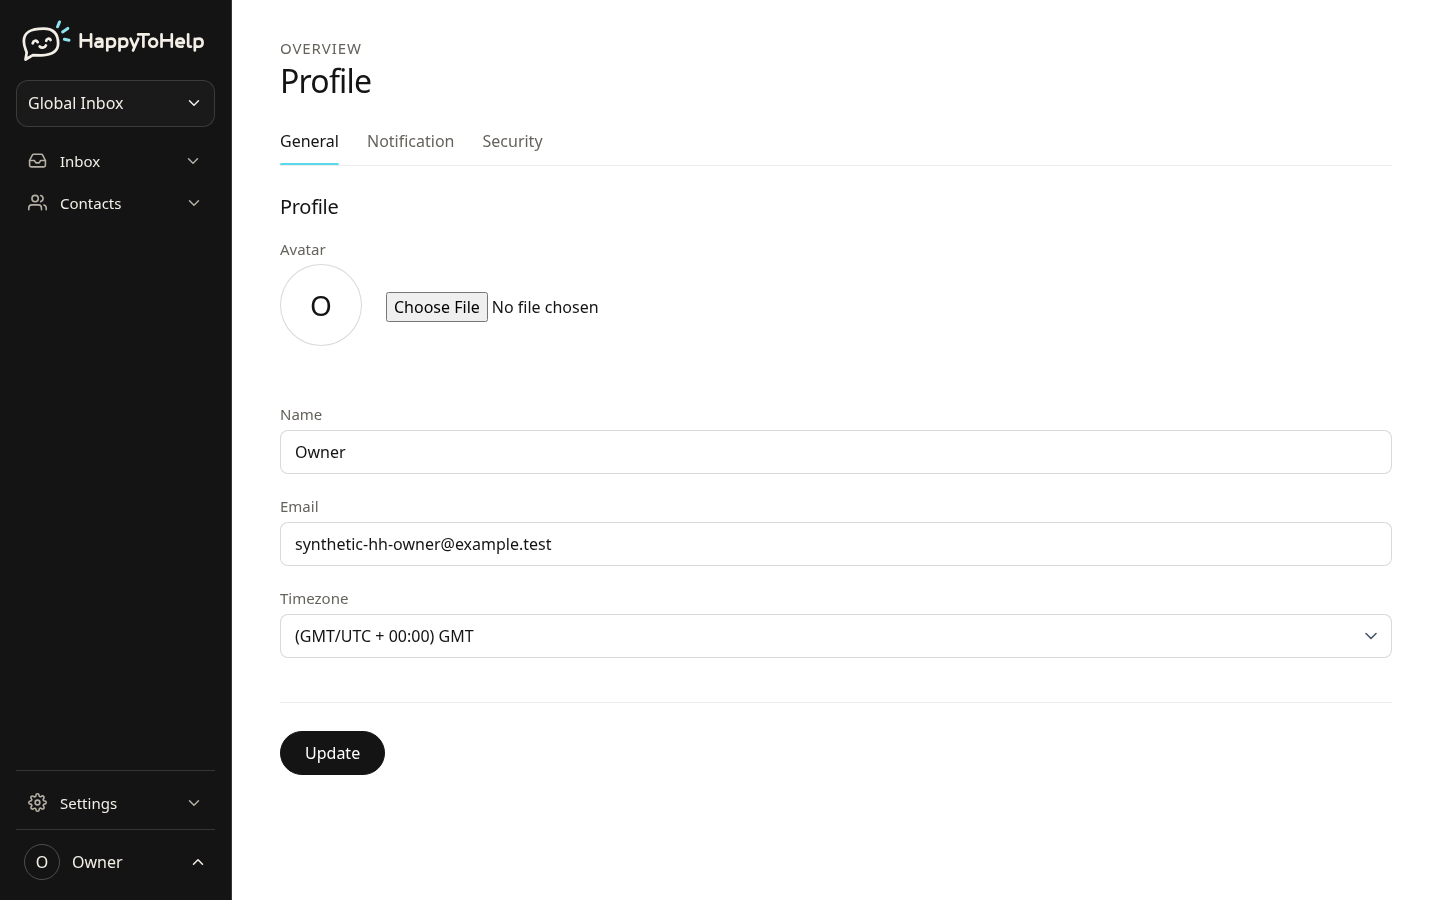 HappyToHelp
Global Inbox
Inbox
Contacts
Settings
O
Owner
OVERVIEW
Profile
General
Notification
Security
Profile
Avatar
O
Choose File No file chosen
Name
Owner
Email
synthetic-hh-owner@example.test
Timezone
(GMT/UTC + 00:00) GMT
Update